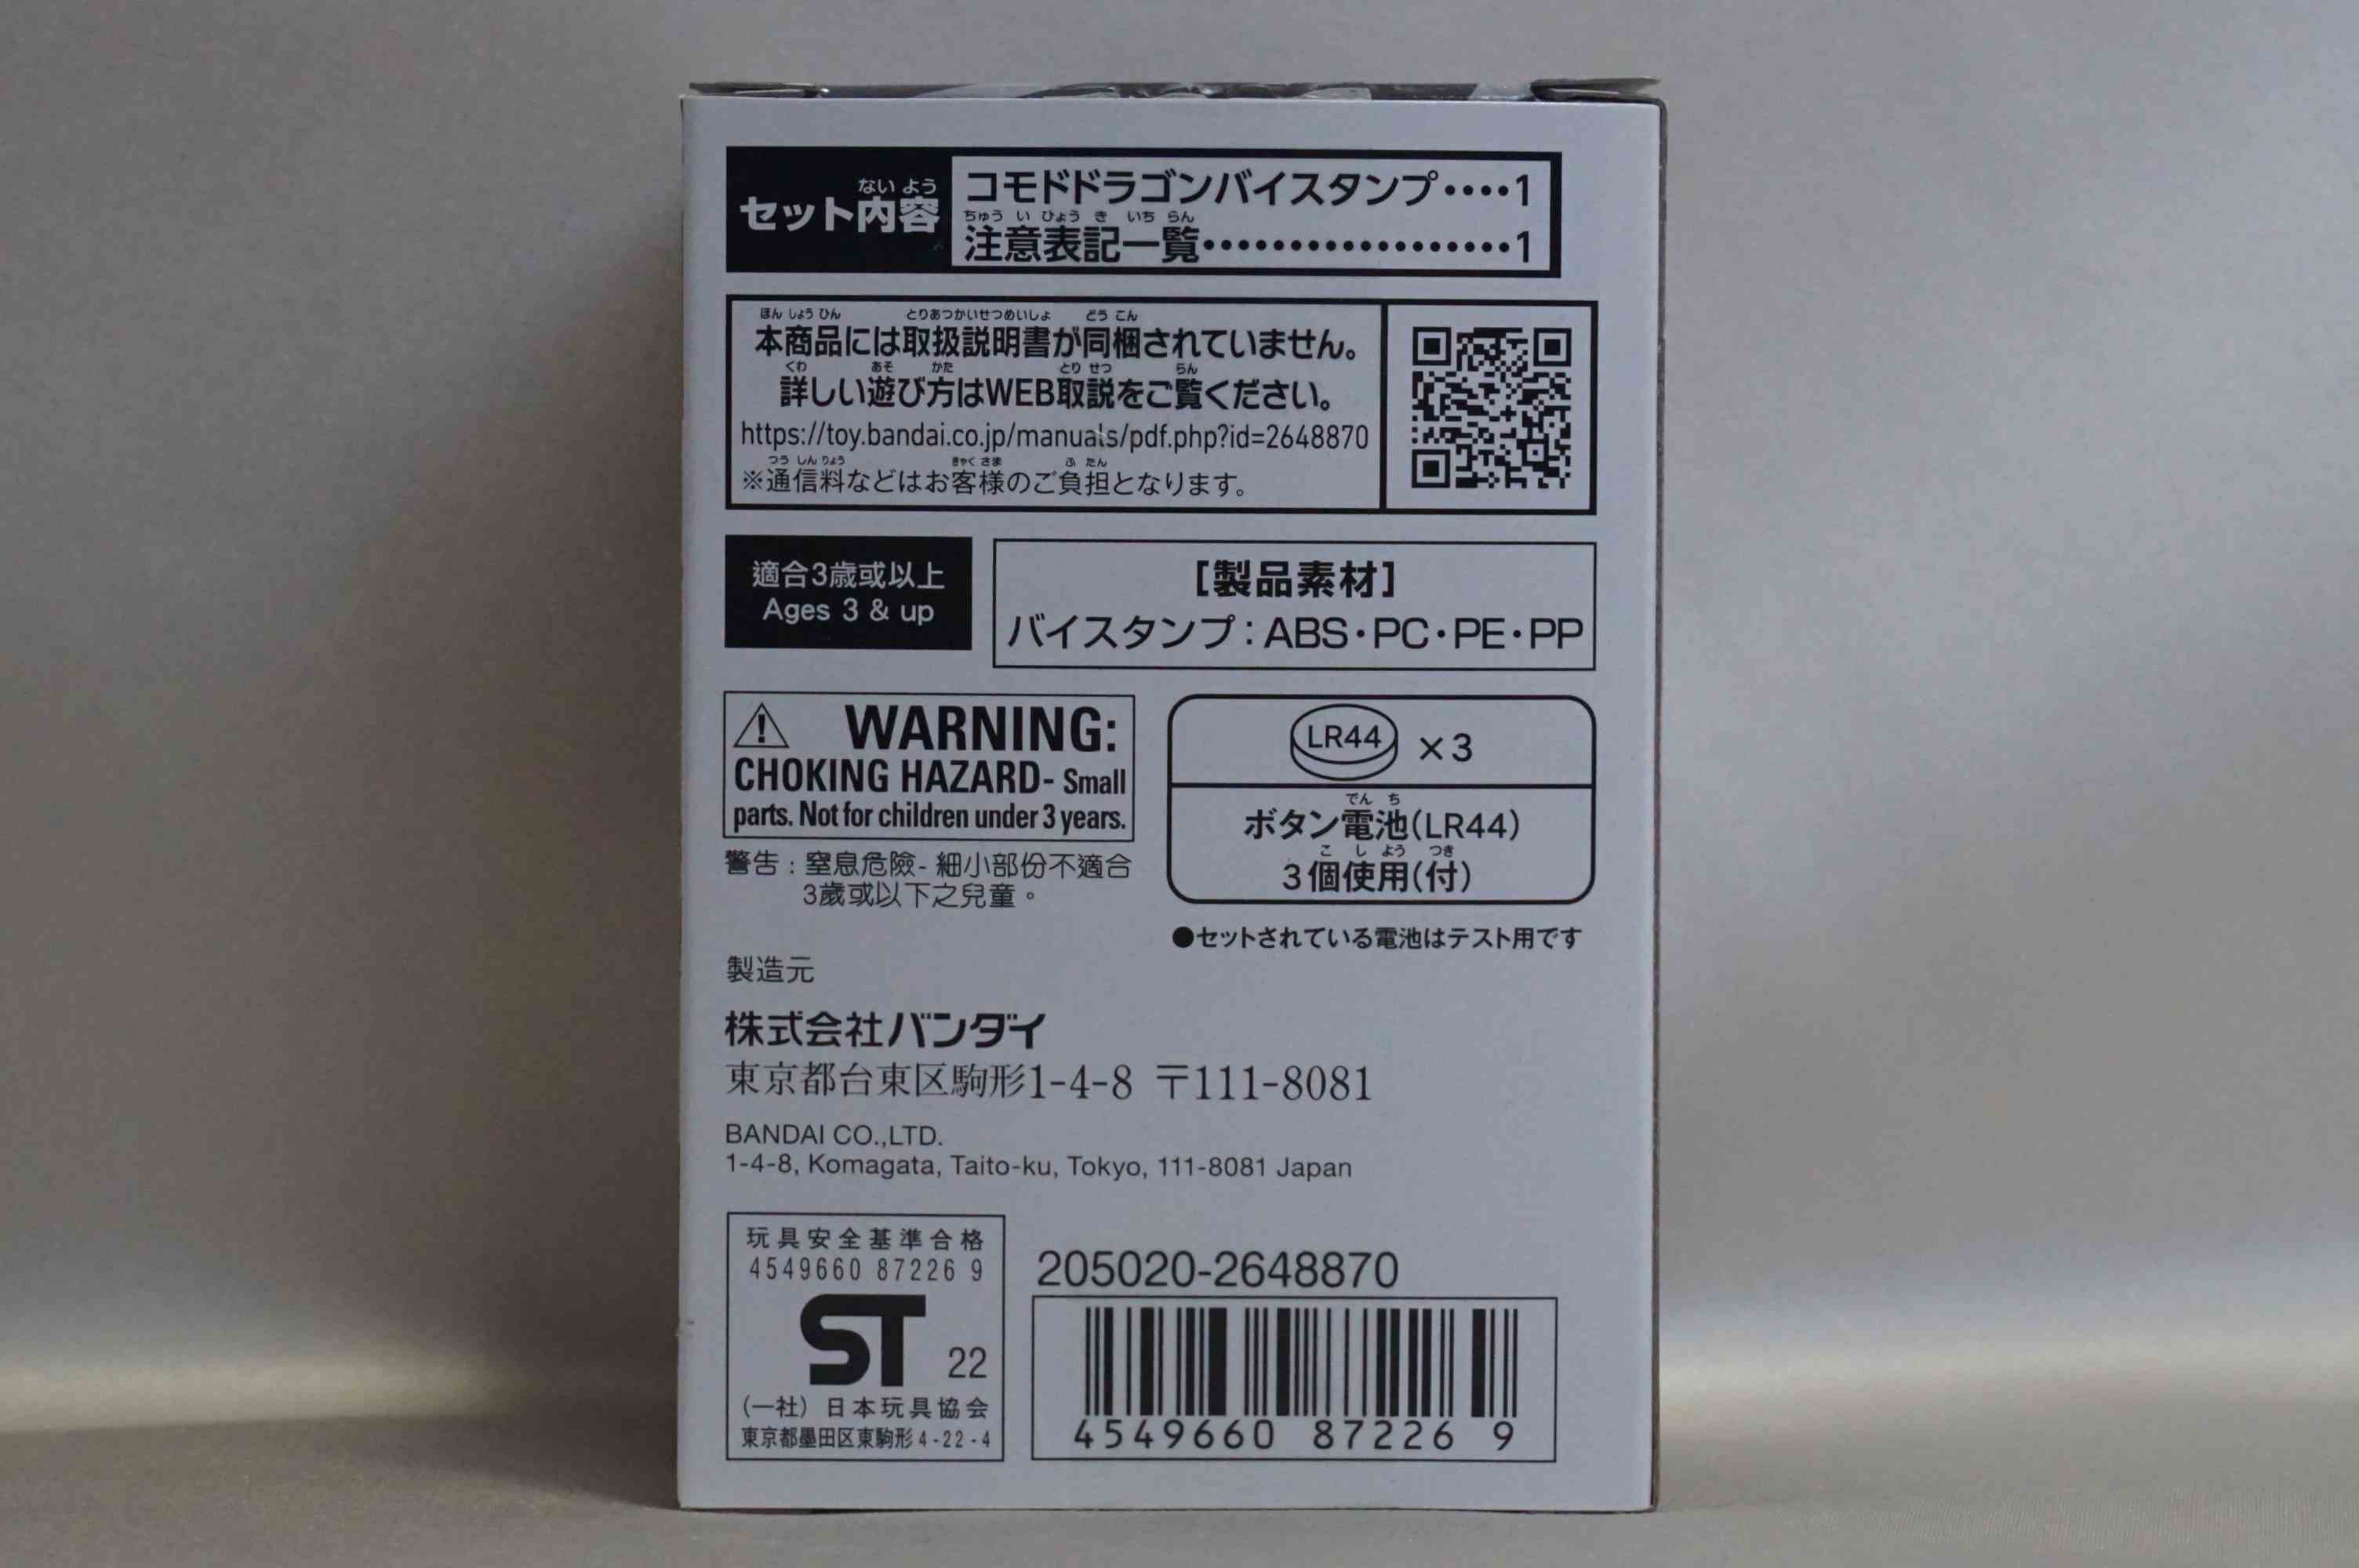 セット内容
ない よう
コモドドラゴンバイスタンプ････1
ちゅう い ひょう き いち らん
注意表記一覧･･････････････････1
ほん しょう ひん とりあつかいせつめいしょ どう こん
本商品には取扱説明書が同梱されていません。
くわ あそ かた とり せつ らん
詳しい遊び方はWEB取説をご覧ください。
https://toy.bandai.co.jp/manuals/pdf.php?id=2648870
つう しん りょう きゃく さま ふ たん
※通信料などはお客様のご負担となります。
適合3歳或以上
Ages 3 & up
[製品素材]
バイスタンプ：ABS・PC・PE・PP
WARNING:
CHOKING HAZARD- Small
parts. Not for children under 3 years.
警告：窒息危險-細小部份不適合
3歲或以下之兒童。
LR44 ×3
でん ち
ボタン電池(LR44)
こ し よう つき
3個使用(付)
●セットされている電池はテスト用です
製造元
株式会社バンダイ
東京都台東区駒形1-4-8 〒111-8081
BANDAI CO.,LTD.
1-4-8, Komagata, Taito-ku, Tokyo, 111-8081 Japan
玩具安全基準合格
4549660 87226 9
ST 22
(一社) 日本玩具協会
東京都墨田区東駒形4-22-4
205020-2648870
4549660 87226 9